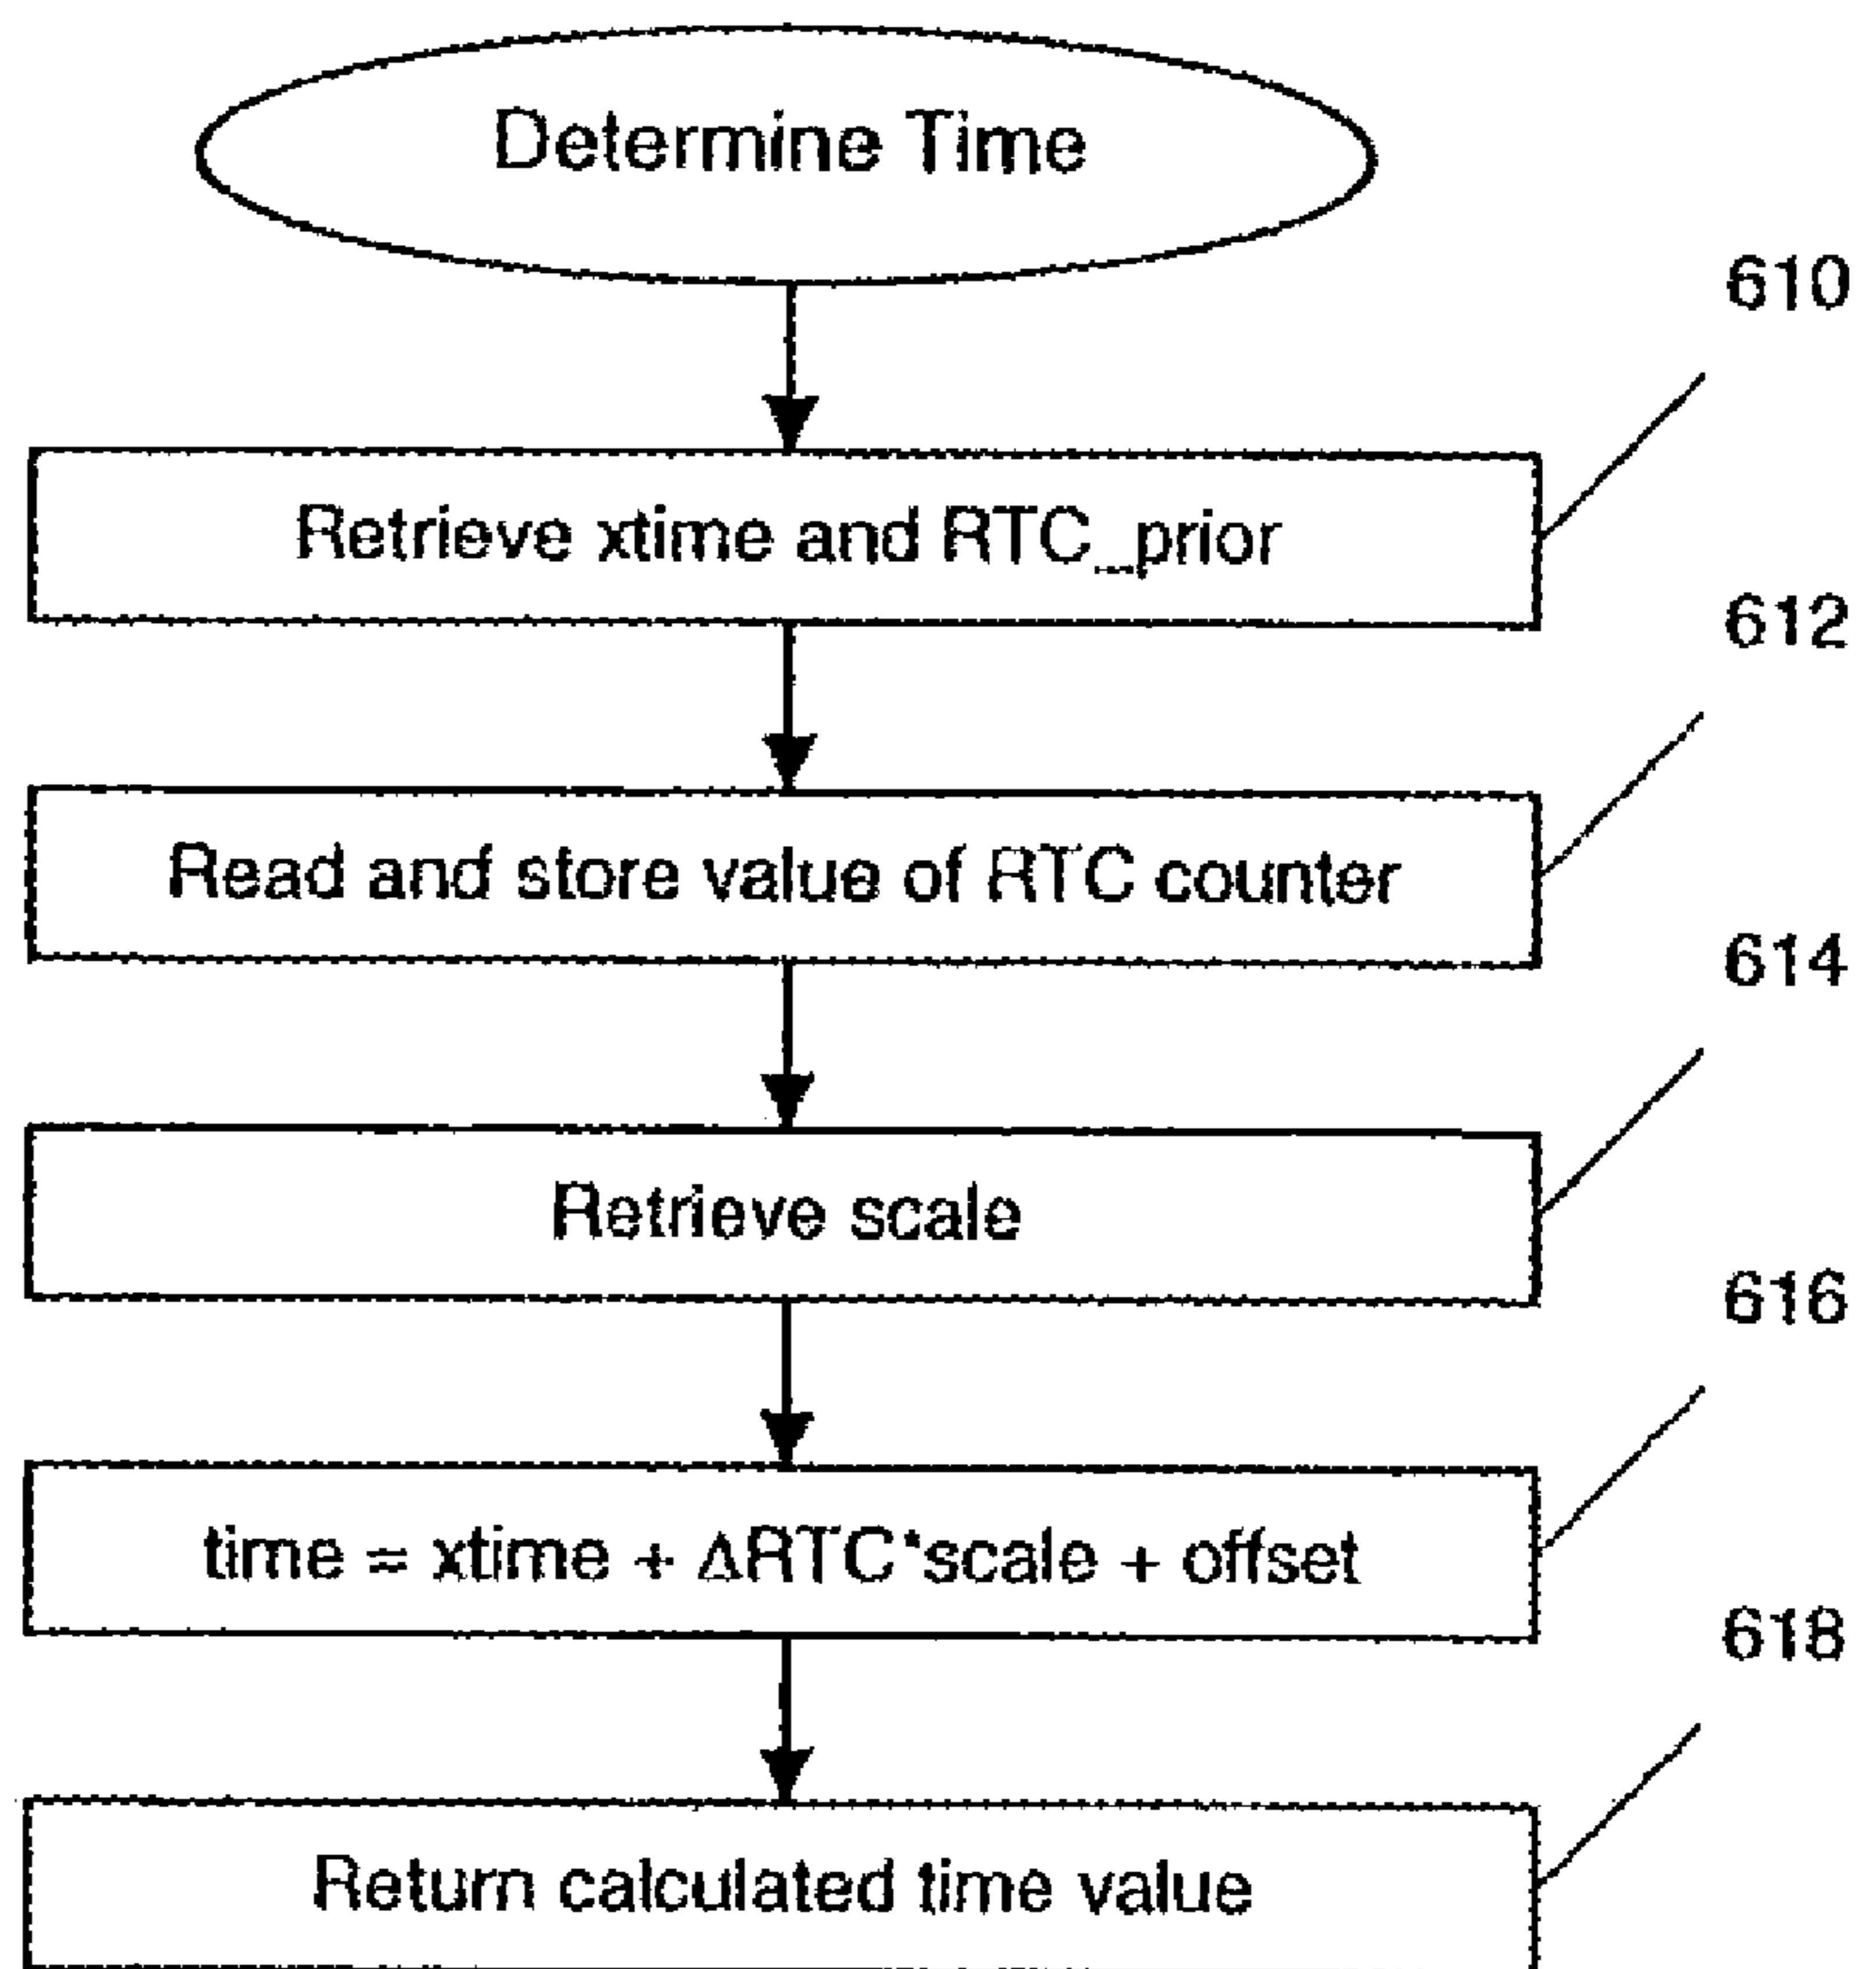 Determine Time
610
Retrieve xtime and RTC_prior
612
Read and store value of RTC counter
614
Retrieve scale
616
time = xtime + ΔRTC*scale + offset
618
Return calculated time value